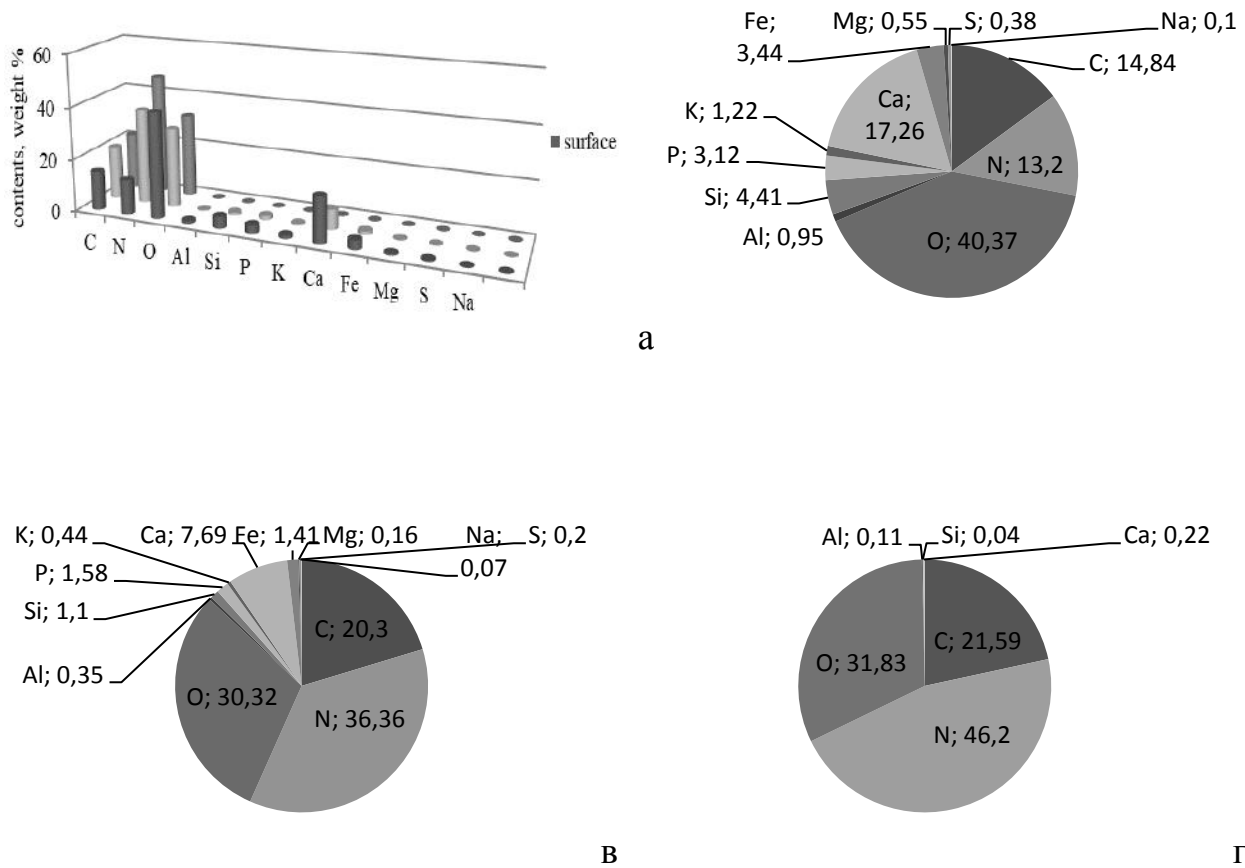 contents, weight %
60
40
20
0
C N O Al Si P K Ca Fe Mg S Na
surface
Fe; 3,44
Mg; 0,55
S; 0,38
Na; 0,1
C; 14,84
K; 1,22
Ca; 17,26
P; 3,12
N; 13,2
Si; 4,41
Al; 0,95
O; 40,37
а
K; 0,44
Ca; 7,69
Fe; 1,41
Mg; 0,16
Na; 0,07
S; 0,2
P; 1,58
Si; 1,1
C; 20,3
Al; 0,35
O; 30,32
N; 36,36
в
Al; 0,11
Si; 0,04
Ca; 0,22
O; 31,83
C; 21,59
N; 46,2